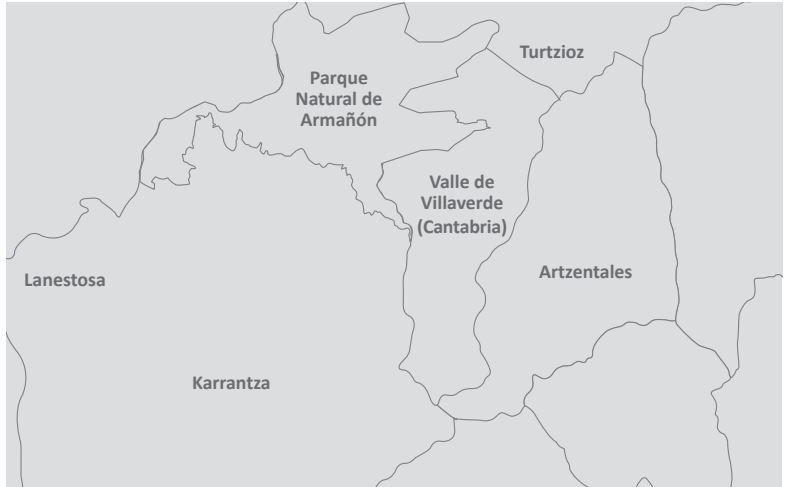 Turtzioz
Parque
Natural de
Armañón
Valle de
Villaverde
(Cantabria)
Lanestosa
Artzentales
Karrantza